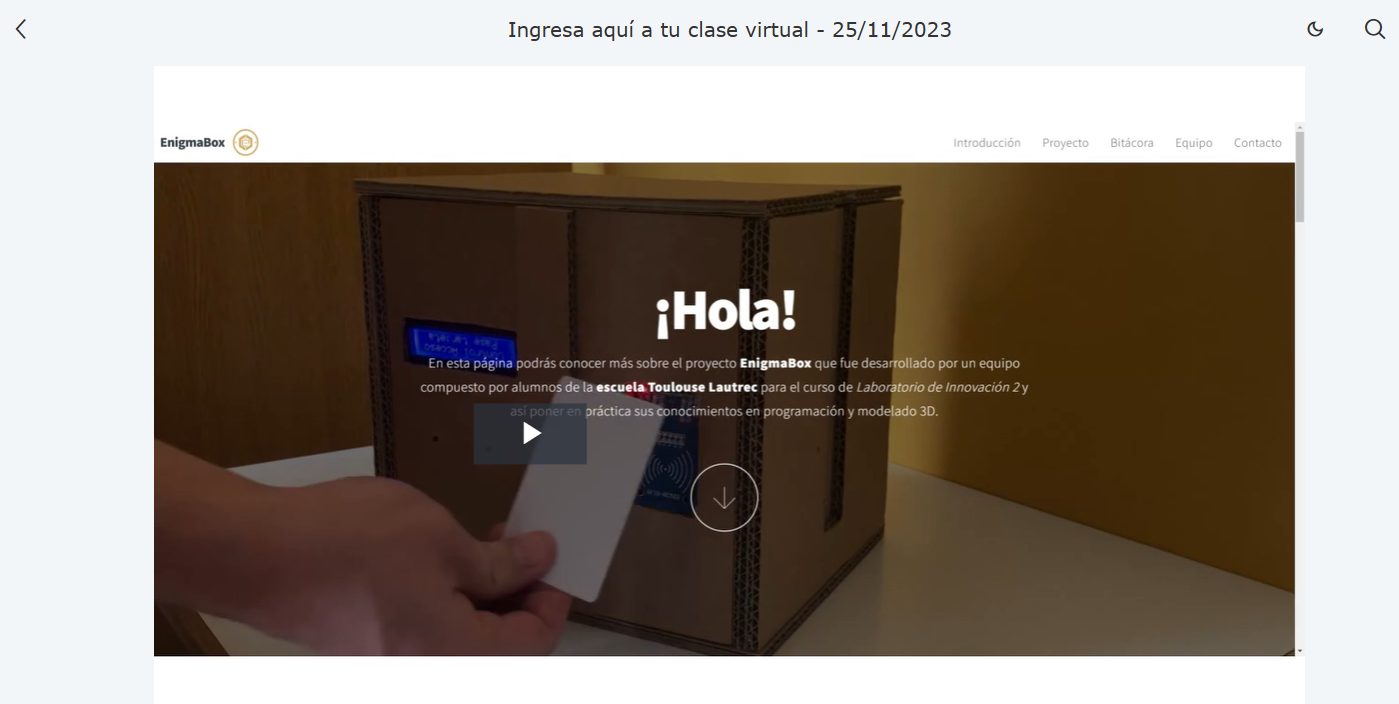 Ingresa aquí a tu clase virtual - 25/11/2023
EnigmaBox
Introducción Proyecto Bitácora Equipo Contacto
¡Hola!
En esta página podrás conocer más sobre el proyecto EnigmaBox que fue desarrollado por un equipo
compuesto por alumnos de la escuela Toulouse Lautrec para el curso de Laboratorio de Innovación 2 y
así poner en práctica sus conocimientos en programación y modelado 3D.